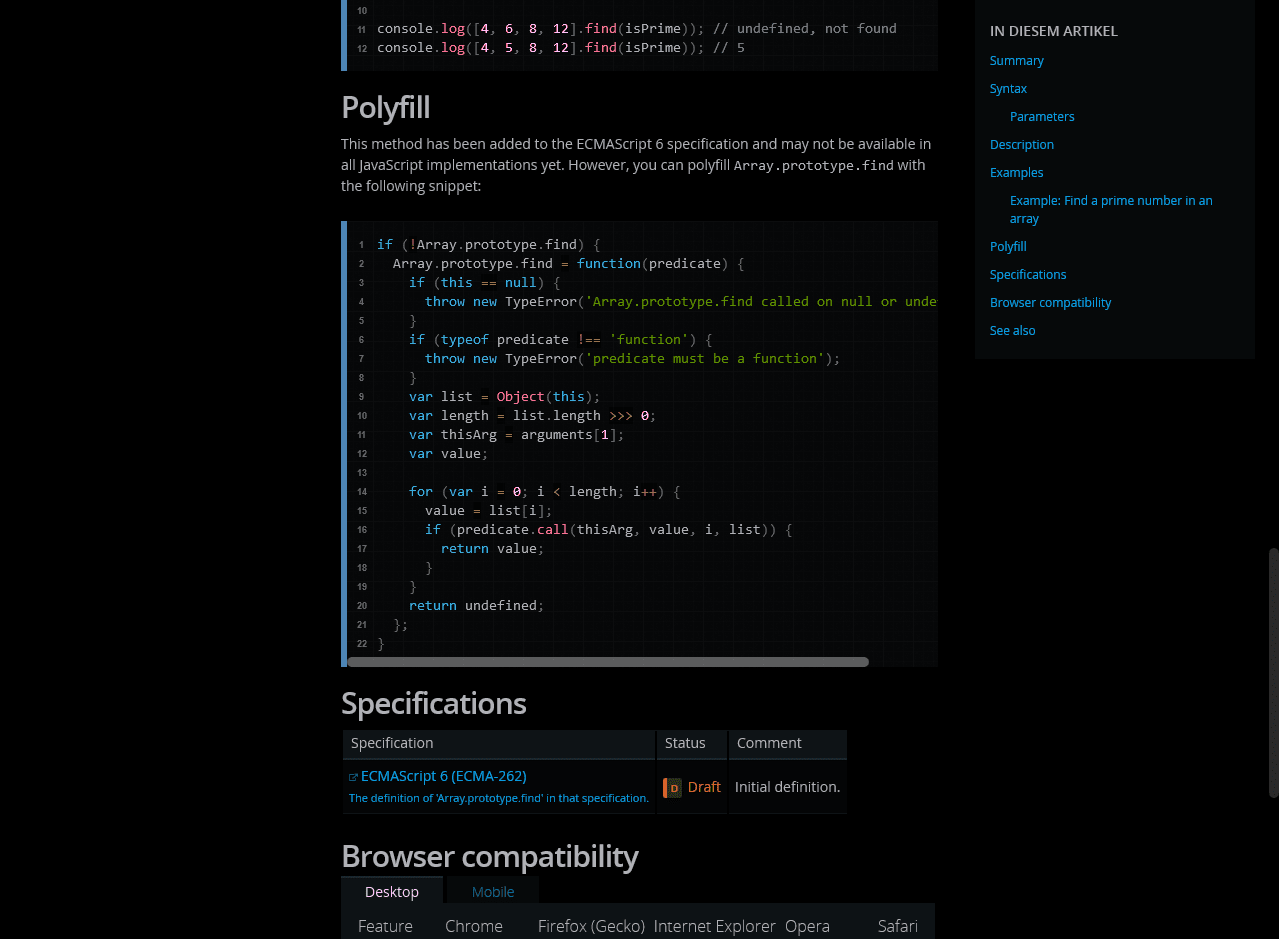 10
11 console.log([4, 6, 8, 12].find(isPrime)); // undefined, not found
12 console.log([4, 5, 8, 12].find(isPrime)); // 5
Polyfill
This method has been added to the ECMAScript 6 specification and may not be available in
all JavaScript implementations yet. However, you can polyfill Array.prototype.find with
the following snippet:
1 if (!Array.prototype.find) {
2   Array.prototype.find = function(predicate) {
3     if (this == null) {
4       throw new TypeError('Array.prototype.find called on null or unde
5     }
6     if (typeof predicate !== 'function') {
7       throw new TypeError('predicate must be a function');
8     }
9     var list = Object(this);
10     var length = list.length >>> 0;
11     var thisArg = arguments[1];
12     var value;
13
14     for (var i = 0; i < length; i++) {
15       value = list[i];
16       if (predicate.call(thisArg, value, i, list)) {
17         return value;
18       }
19     }
20     return undefined;
21   };
22 }
Specifications
Specification Status Comment
ECMAScript 6 (ECMA-262)
The definition of 'Array.prototype.find' in that specification.
D Draft Initial definition.
Browser compatibility
Desktop Mobile
Feature Chrome Firefox (Gecko) Internet Explorer Opera Safari
IN DIESEM ARTIKEL
Summary
Syntax
Parameters
Description
Examples
Example: Find a prime number in an
array
Polyfill
Specifications
Browser compatibility
See also